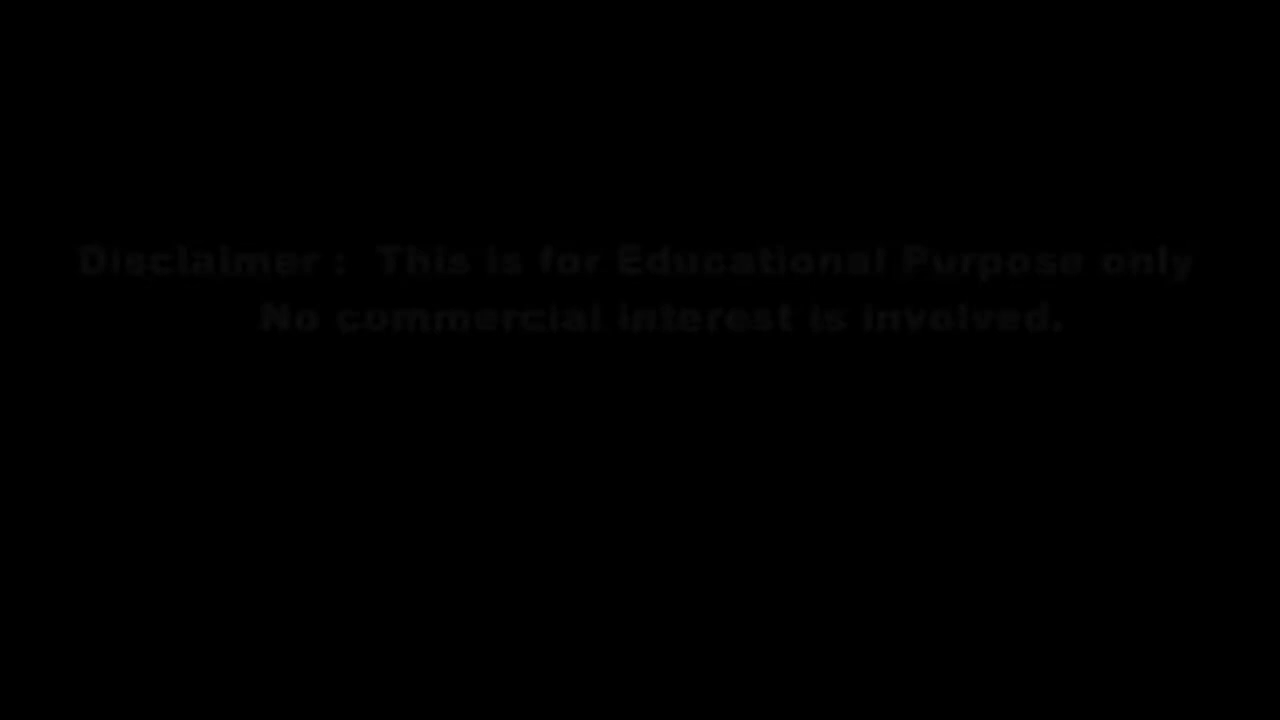 Disclaimer : This is for Educational Purpose only
No commercial interest is involved.